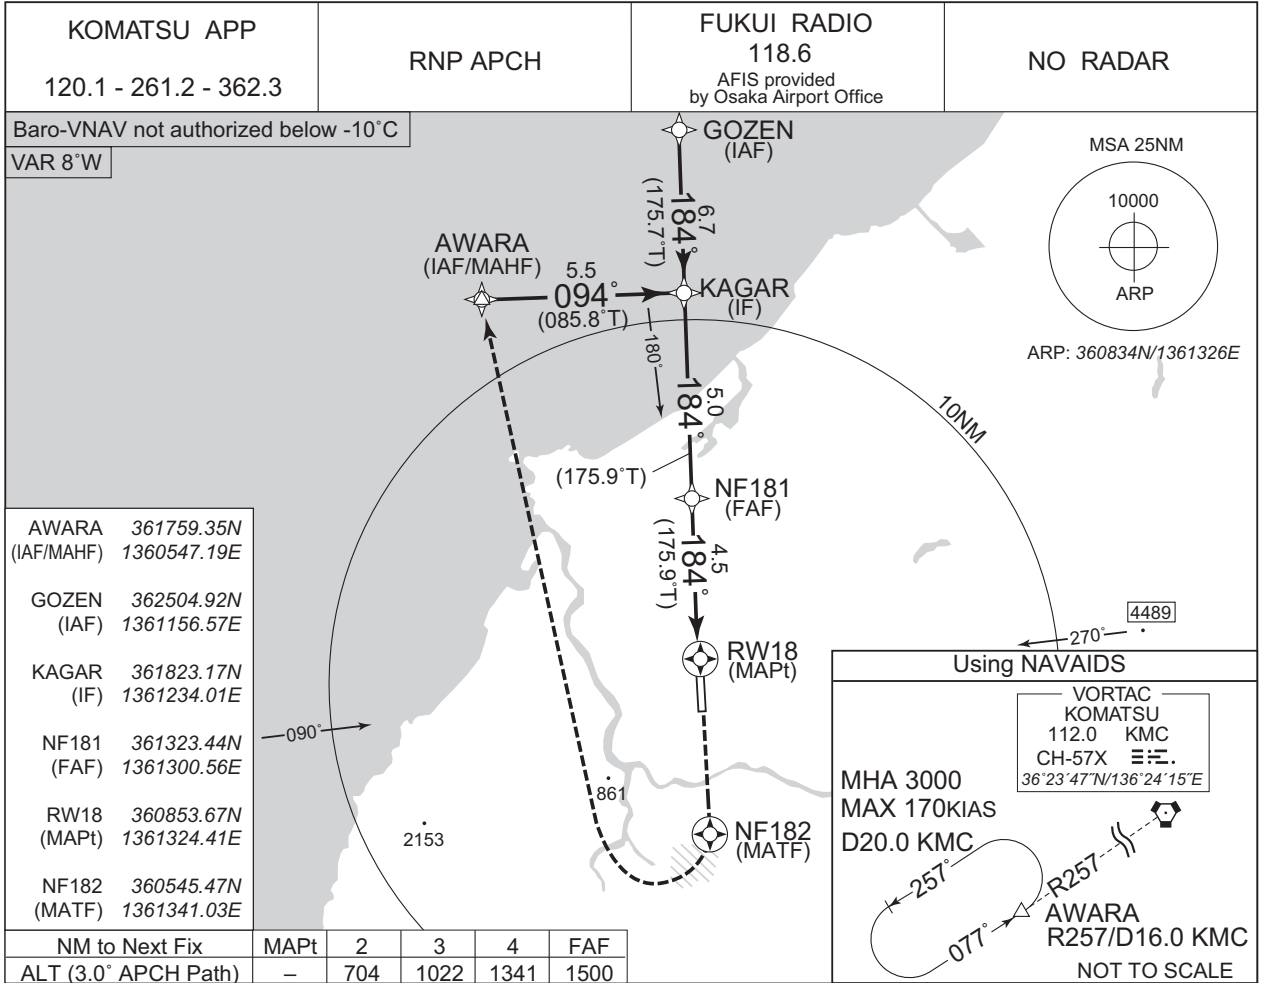 KOMATSU APP
120.1 - 261.2 - 362.3
RNP APCH
FUKUI RADIO
118.6
AFIS provided
by Osaka Airport Office
NO RADAR
Baro-VNAV not authorized below -10˚C
VAR 8˚W
GOZEN
(IAF)
MSA 25NM
10000
ARP
ARP: 360834N/1361326E
6.7
184˚
(175.7˚T)
AWARA
(IAF/MAHF)
5.5
094˚
(085.8˚T)
KAGAR
(IF)
180˚
5.0
184˚
(175.9˚T)
10NM
NF181
(FAF)
4.5
184˚
(175.9˚T)
RW18
(MAPt)
4489
270˚
090˚
861
2153
NF182
(MATF)
AWARA 361759.35N
(IAF/MAHF) 1360547.19E
GOZEN 362504.92N
(IAF) 1361156.57E
KAGAR 361823.17N
(IF) 1361234.01E
NF181 361323.44N
(FAF) 1361300.56E
RW18 360853.67N
(MAPt) 1361324.41E
NF182 360545.47N
(MATF) 1361341.03E
Using NAVAIDS
VORTAC
KOMATSU
112.0 KMC
CH-57X
36˚23´47˝N/136˚24´15˝E
MHA 3000
MAX 170KIAS
D20.0 KMC
257˚
077˚
R257
AWARA
R257/D16.0 KMC
NOT TO SCALE
NM to Next Fix MAPt 2 3 4 FAF
ALT (3.0˚ APCH Path) – 704 1022 1341 1500